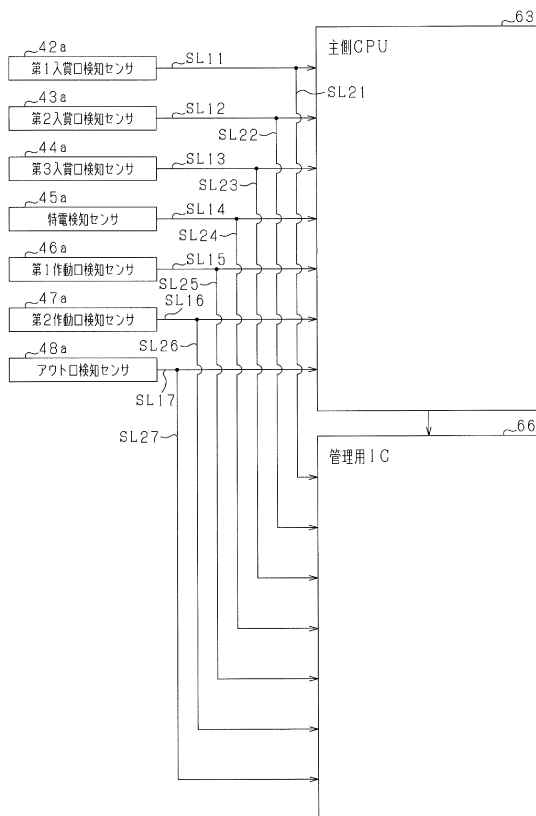 63
主側CPU
42a
第1入賞口検知センサ
SL11
SL21
43a
第2入賞口検知センサ
SL12
SL22
44a
第3入賞口検知センサ
SL13
SL23
45a
特電検知センサ
SL14
SL24
46a
第1作動口検知センサ
SL15
SL25
47a
第2作動口検知センサ
SL16
SL26
48a
アウト口検知センサ
SL17
SL27
66
管理用IC